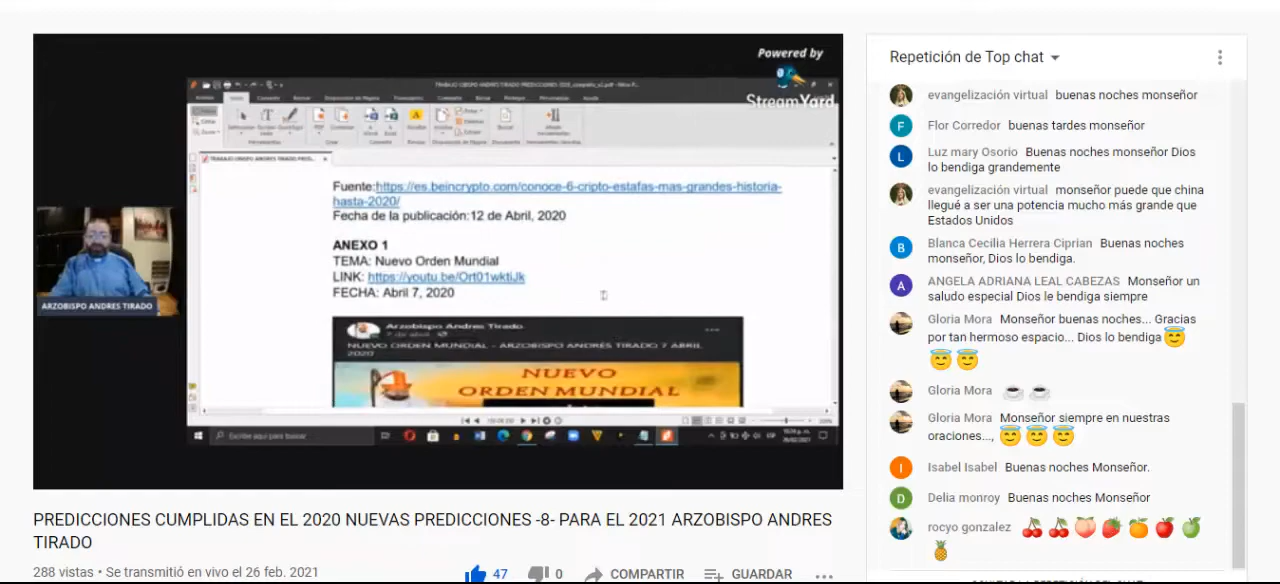 Powered by
StreamYard
Fuente:https://es.beincrypto.com/conoce-6-cripto-estafas-mas-grandes-historia-
hasta-2020/
Fecha de la publicación:12 de Abril, 2020
ANEXO 1
TEMA: Nuevo Orden Mundial
LINK: https://youtu.be/Ort01wktiJk
FECHA: Abril 7, 2020
Arzobispo Andres Tirado
7 de abril
NUEVO ORDEN MUNDIAL - ARZOBISPO ANDRÉS TIRADO 7 ABRIL
2020
NUEVO
ORDEN MUNDIAL
Escribe aquí para buscar
ARZOBISPO ANDRES TIRADO
PREDICCIONES CUMPLIDAS EN EL 2020 NUEVAS PREDICCIONES -8- PARA EL 2021 ARZOBISPO ANDRES
TIRADO
288 vistas • Se transmitió en vivo el 26 feb. 2021
47
0
COMPARTIR
GUARDAR
Repetición de Top chat
evangelización virtual buenas noches monseñor
F
Flor Corredor buenas tardes monseñor
L
Luz mary Osorio Buenas noches monseñor Dios
lo bendiga grandemente
evangelización virtual monseñor puede que china
llegué a ser una potencia mucho más grande que
Estados Unidos
B
Blanca Cecilia Herrera Ciprian Buenas noches
monseñor, Dios lo bendiga.
A
ANGELA ADRIANA LEAL CABEZAS Monseñor un
saludo especial Dios le bendiga siempre
Gloria Mora Monseñor buenas noches... Gracias
por tan hermoso espacio... Dios lo bendiga 😇
😇 😇
Gloria Mora ☕ ☕
Gloria Mora Monseñor siempre en nuestras
oraciones..., 😇 😇 😇
I
Isabel Isabel Buenas noches Monseñor.
D
Delia monroy Buenas noches Monseñor
rocyo gonzalez 🍒 🍒 🍑 🍓 🍊 🍎 🍏
🍍